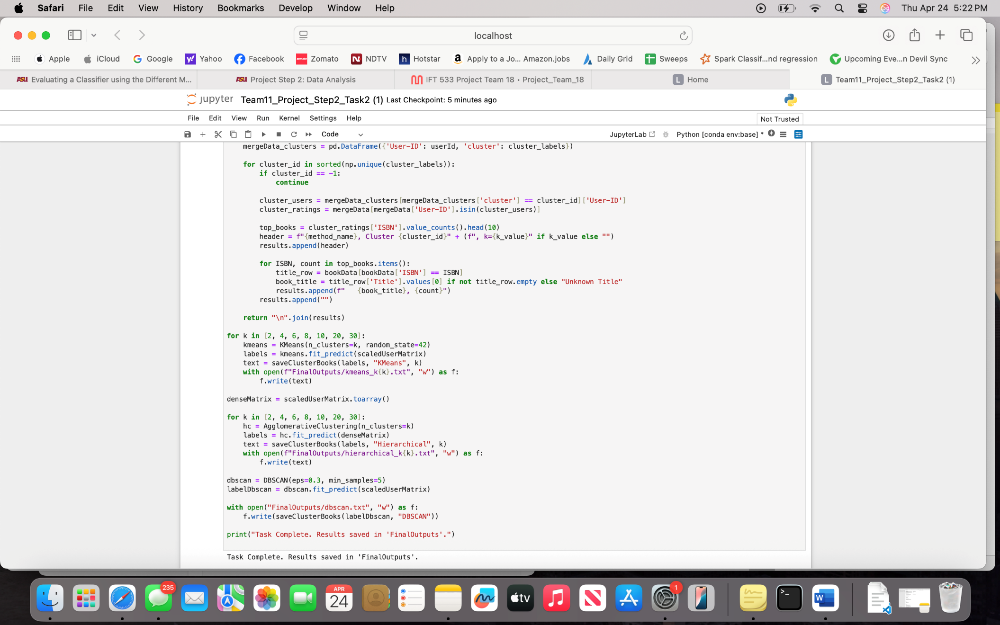 Safari File Edit View History Bookmarks Develop Window Help Thu Apr 24 5:22 PM
localhost
Apple iCloud Google Yahoo Facebook Zomato NDTV Hotstar Apply to a Jo... Amazon.jobs Daily Grid Sweeps Spark Classif...nd regression Upcoming Eve...n Devil Sync
ASU Evaluating a Classifier using the Different M... ASU Project Step 2: Data Analysis IFT 533 Project Team 18 • Project_Team_18 L Home L Team11_Project_Step2_Task2 (1)
jupyter Team11_Project_Step2_Task2 (1) Last Checkpoint: 5 minutes ago
File Edit View Run Kernel Settings Help Not Trusted
Code JupyterLab Python [conda env:base] *
    mergeData_clusters = pd.DataFrame({'User-ID': userId, 'cluster': cluster_labels})
    for cluster_id in sorted(np.unique(cluster_labels)):
        if cluster_id == -1:
            continue
        cluster_users = mergeData_clusters[mergeData_clusters['cluster'] == cluster_id]['User-ID']
        cluster_ratings = mergeData[mergeData['User-ID'].isin(cluster_users)]
        top_books = cluster_ratings['ISBN'].value_counts().head(10)
        header = f"{method_name}, Cluster {cluster_id}" + (f", k={k_value}" if k_value else "")
        results.append(header)
        for ISBN, count in top_books.items():
            title_row = bookData[bookData['ISBN'] == ISBN]
            book_title = title_row['Title'].values[0] if not title_row.empty else "Unknown Title"
            results.append(f"   {book_title}, {count}")
        results.append("")
    return "\n".join(results)
for k in [2, 4, 6, 8, 10, 20, 30]:
    kmeans = KMeans(n_clusters=k, random_state=42)
    labels = kmeans.fit_predict(scaledUserMatrix)
    text = saveClusterBooks(labels, "KMeans", k)
    with open(f"FinalOutputs/kmeans_k{k}.txt", "w") as f:
        f.write(text)
denseMatrix = scaledUserMatrix.toarray()
for k in [2, 4, 6, 8, 10, 20, 30]:
    hc = AgglomerativeClustering(n_clusters=k)
    labels = hc.fit_predict(denseMatrix)
    text = saveClusterBooks(labels, "Hierarchical", k)
    with open(f"FinalOutputs/hierarchical_k{k}.txt", "w") as f:
        f.write(text)
dbscan = DBSCAN(eps=0.3, min_samples=5)
labelDbscan = dbscan.fit_predict(scaledUserMatrix)
with open("FinalOutputs/dbscan.txt", "w") as f:
    f.write(saveClusterBooks(labelDbscan, "DBSCAN"))
print("Task Complete. Results saved in 'FinalOutputs'.")
Task Complete. Results saved in 'FinalOutputs'.
235 APR 24 tv 1 W